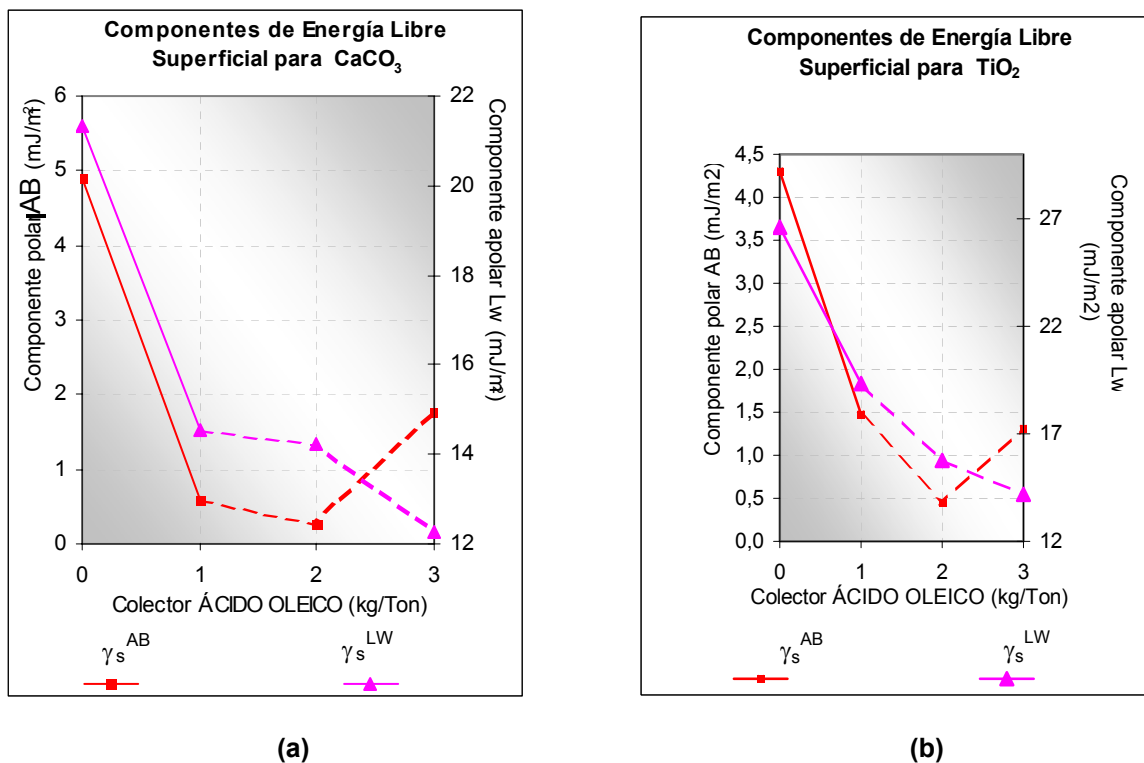 Componentes de Energía Libre
Superficial para CaCO3
Componente polar AB (mJ/m²)
6
5
4
3
2
1
0
22
20
18
16
14
12
Componente apolar Lw (mJ/m²)
0 1 2 3
Colector ÁCIDO OLEICO (kg/Ton)
γs^AB γs^LW
(a)
Componentes de Energía Libre
Superficial para TiO2
Componente polar AB (mJ/m2)
4,5
4,0
3,5
3,0
2,5
2,0
1,5
1,0
0,5
0,0
27
22
17
12
Componente apolar Lw
(mJ/m2)
0 1 2 3
Colector ÁCIDO OLEICO (kg/Ton)
γs^AB γs^LW
(b)